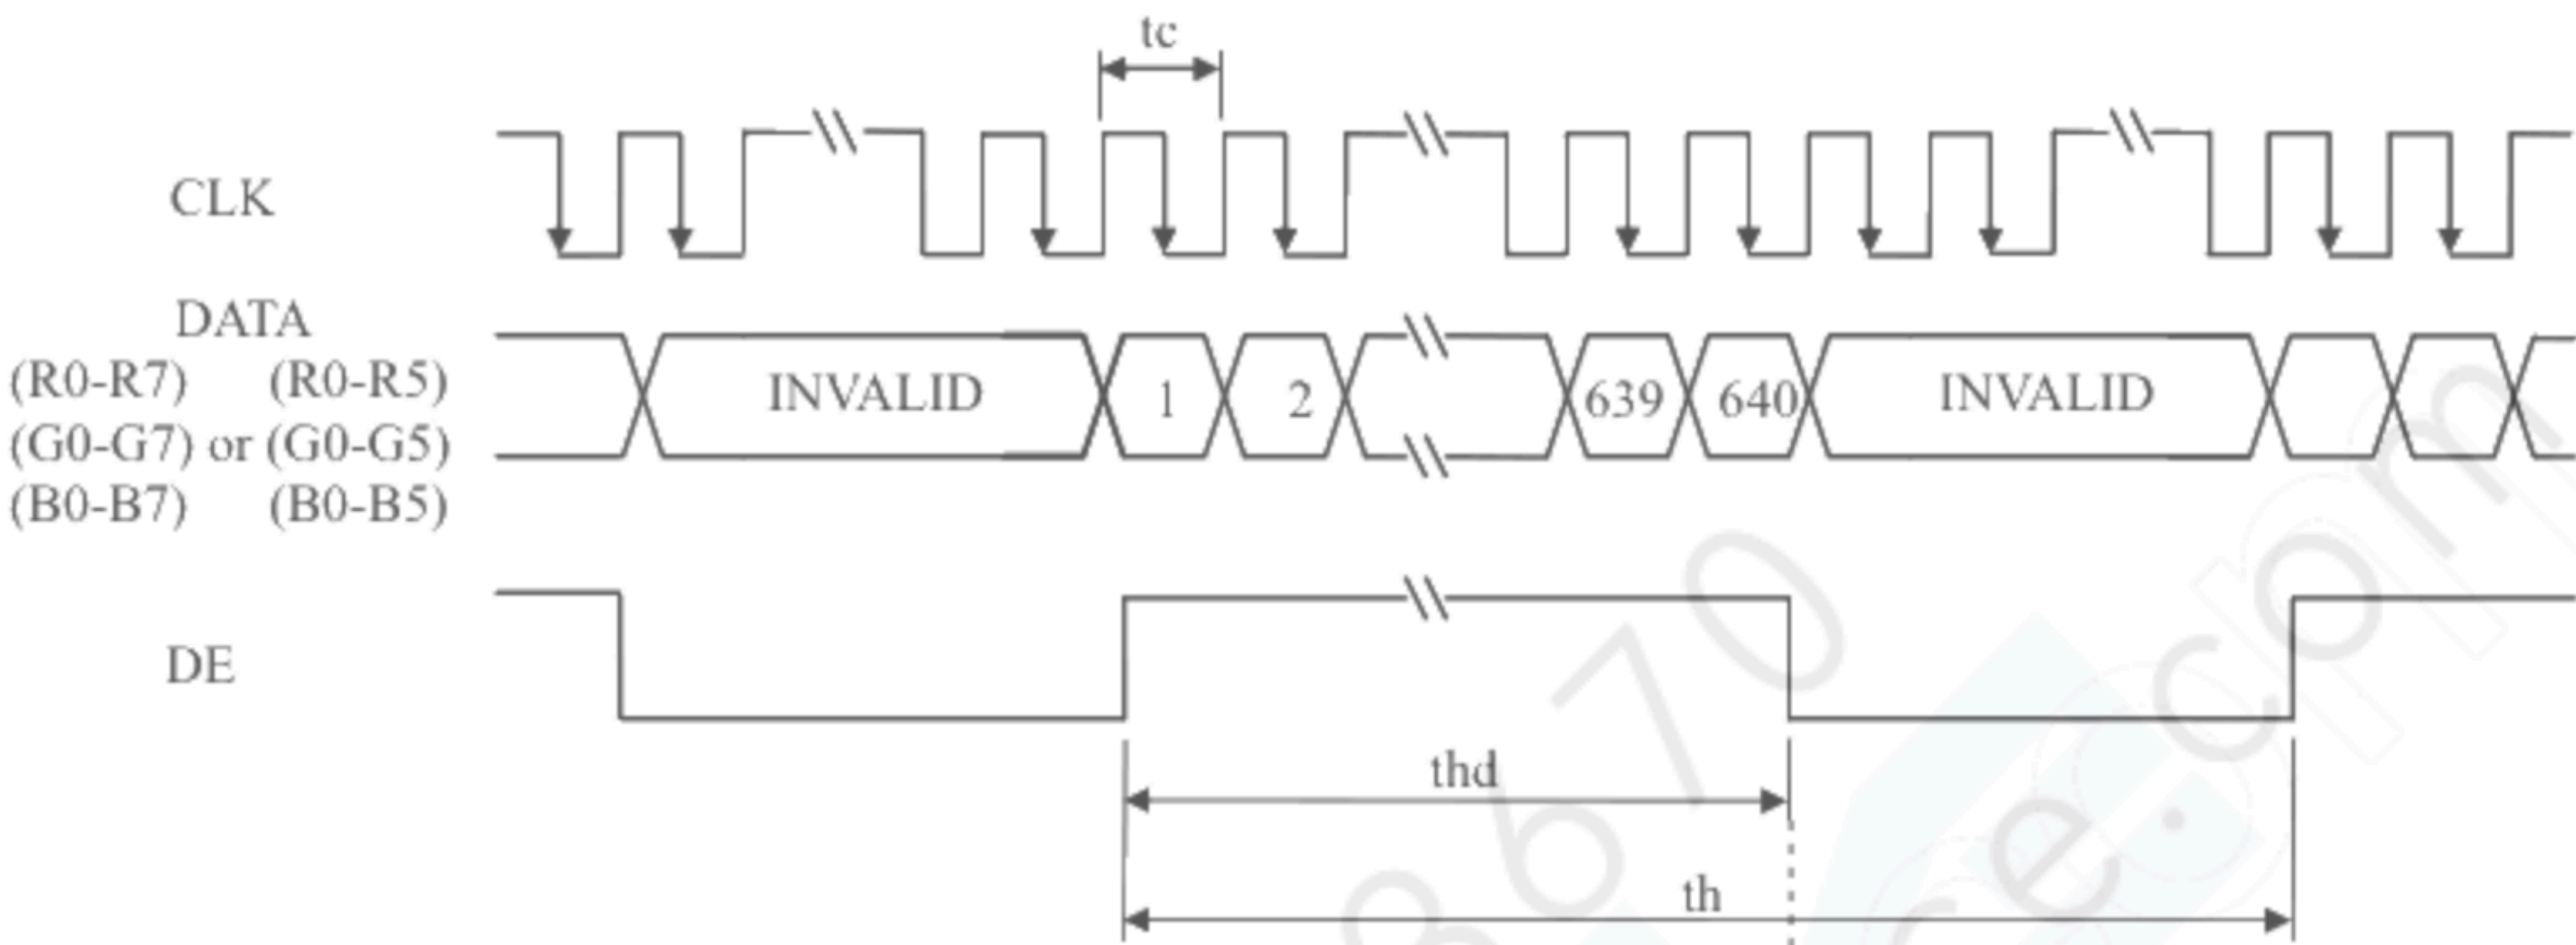 tc
CLK
DATA
(R0-R7) (R0-R5)
(G0-G7) or (G0-G5)
(B0-B7) (B0-B5)
INVALID 1 2 639 640 INVALID
DE
thd
th